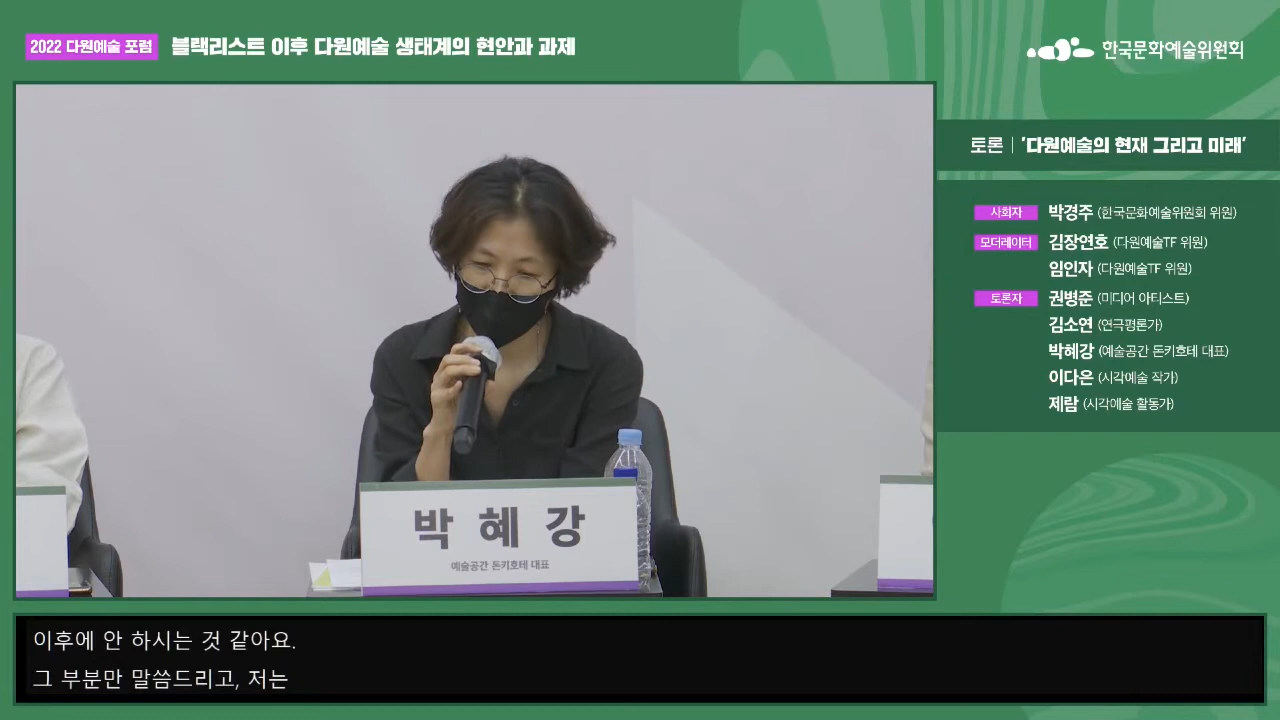 2022 다원예술 포럼 블랙리스트 이후 다원예술 생태계의 현안과 과제
한국문화예술위원회
토론 | '다원예술의 현재 그리고 미래'
사회자 박경주 (한국문화예술위원회 위원)
모더레이터 김장연호 (다원예술TF 위원)
임인자 (다원예술TF 위원)
토론자 권병준 (미디어 아티스트)
김소연 (연극평론가)
박혜강 (예술공간 돈키호테 대표)
이다은 (시각예술 작가)
제람 (시각예술 활동가)
박 혜 강
예술공간 돈키호테 대표
이후에 안 하시는 것 같아요.
그 부분만 말씀드리고, 저는